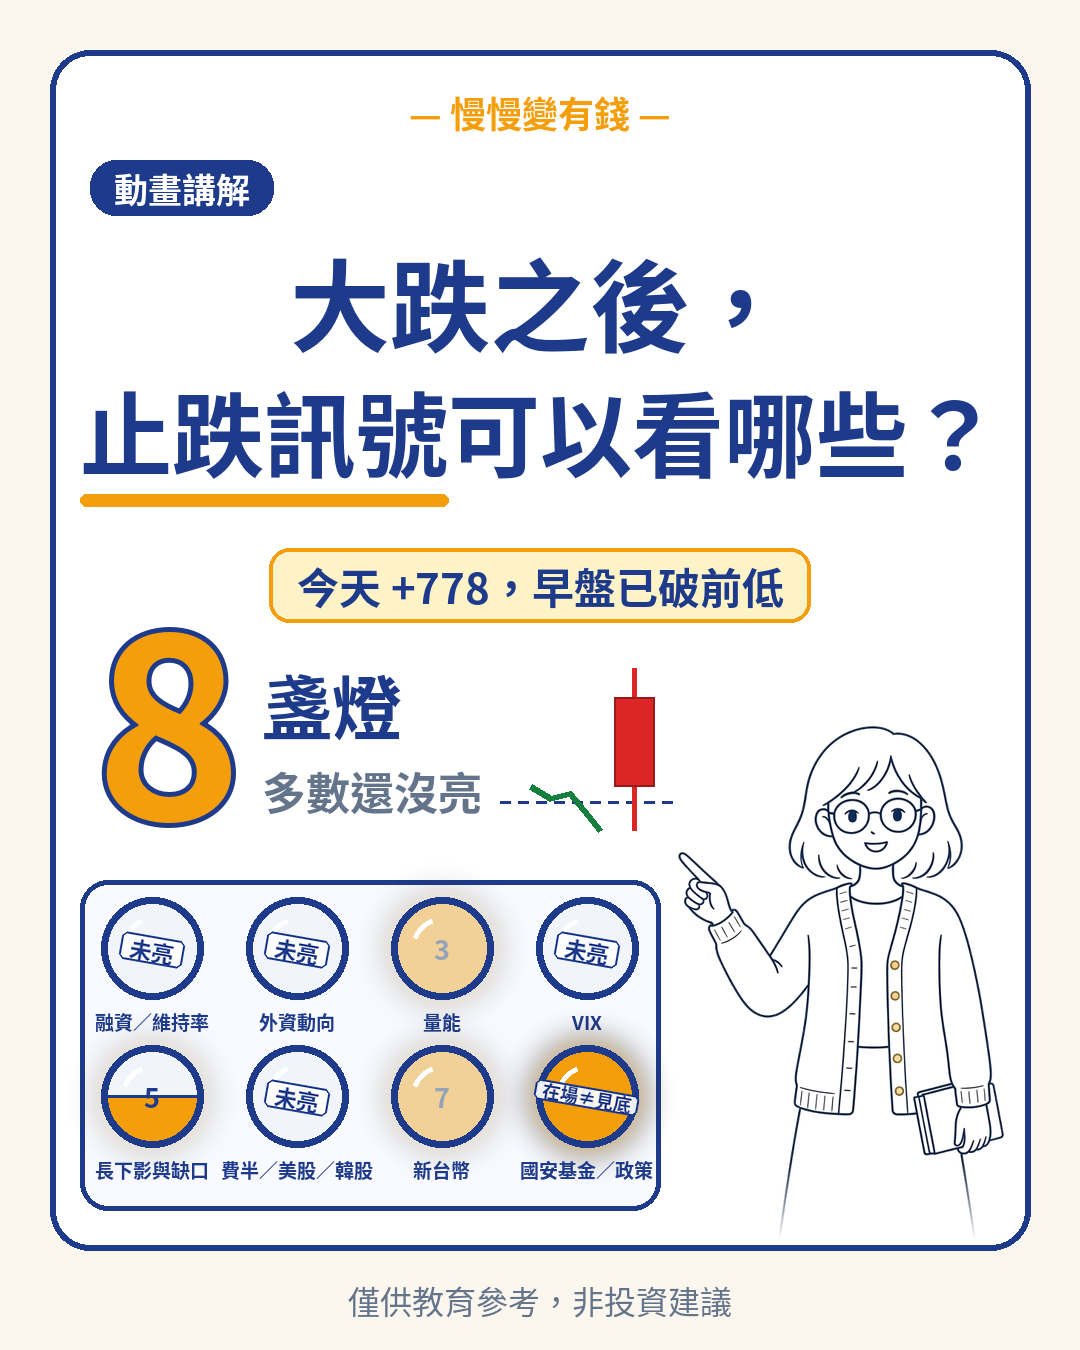 — 慢慢變有錢 —
動畫講解
大跌之後，
止跌訊號可以看哪些？
今天 +778，早盤已破前低
8
盞燈
多數還沒亮
未亮
未亮
3
未亮
融資／維持率
外資動向
量能
VIX
5
未亮
7
在場≠見底
長下影與缺口
費半／美股／韓股
新台幣
國安基金／政策
僅供教育參考，非投資建議